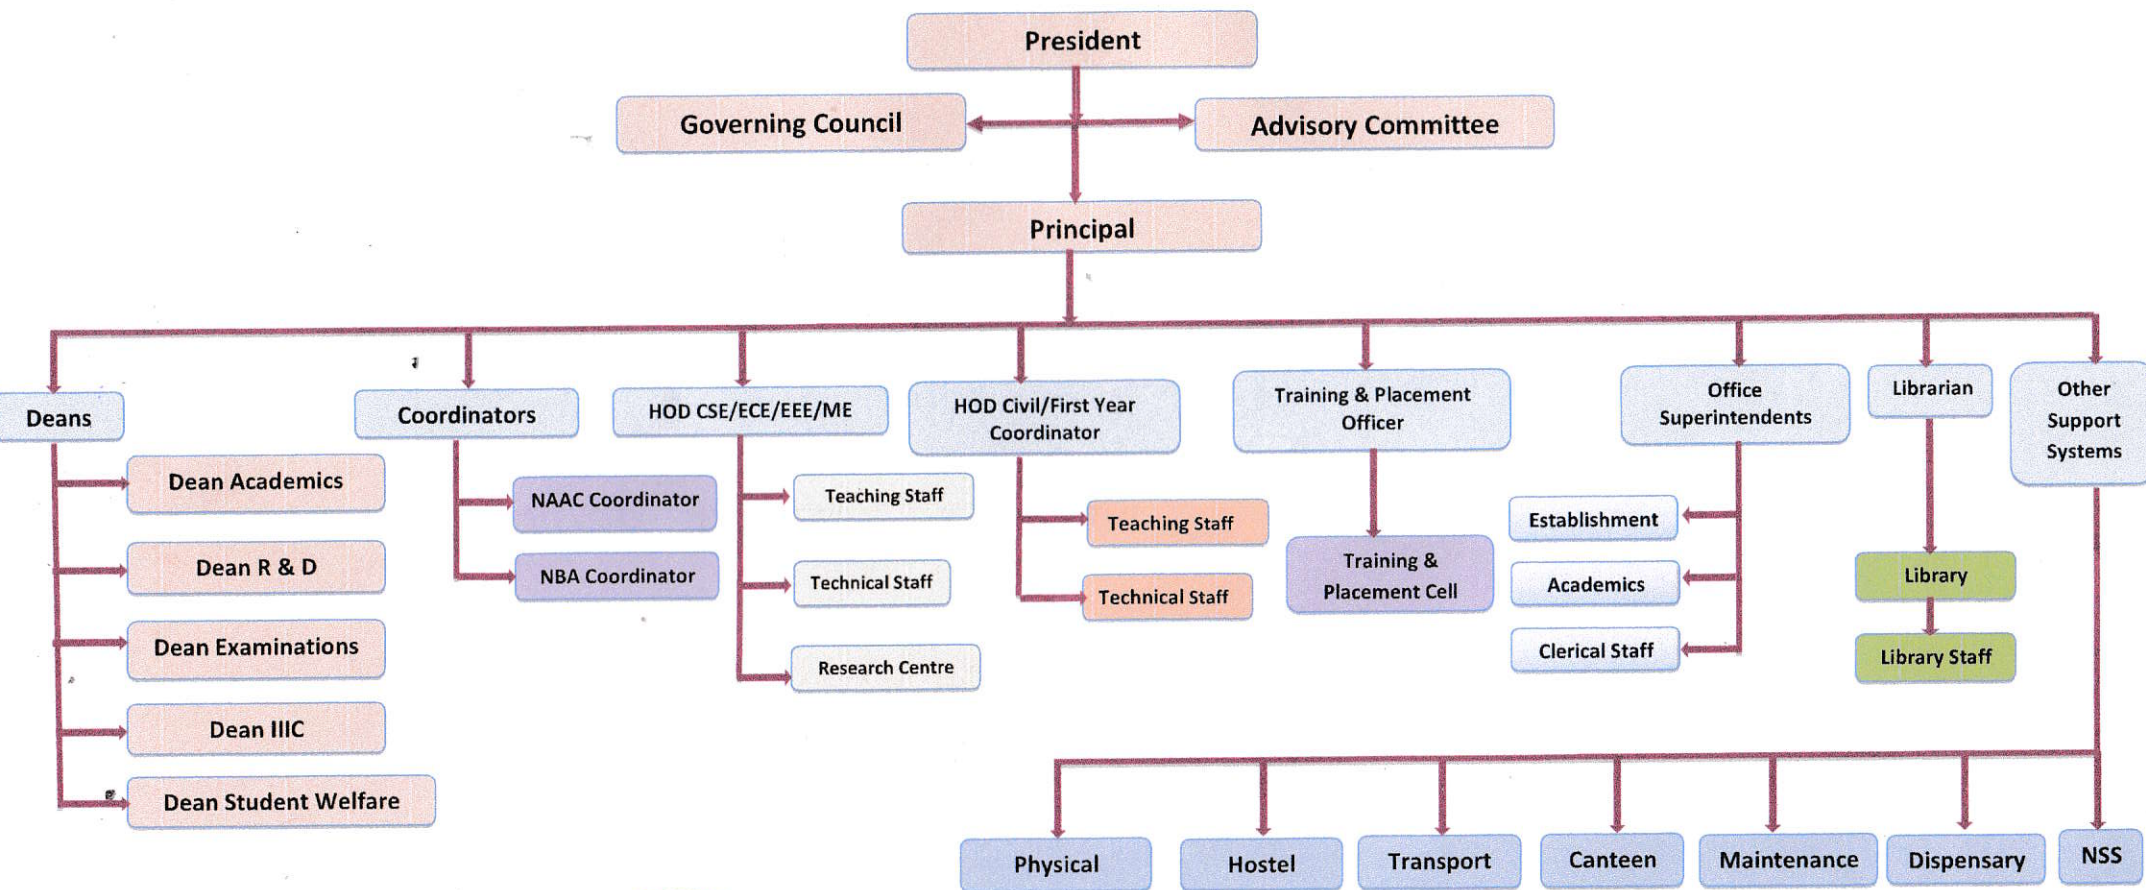 President
Governing Council
Advisory Committee
Principal
Deans
Coordinators
HOD CSE/ECE/EEE/ME
HOD Civil/First Year
Coordinator
Training & Placement
Officer
Office
Superintendents
Librarian
Other
Support
Systems
Dean Academics
Dean R & D
Dean Examinations
Dean IIIC
Dean Student Welfare
NAAC Coordinator
NBA Coordinator
Teaching Staff
Technical Staff
Research Centre
Teaching Staff
Technical Staff
Training &
Placement Cell
Establishment
Academics
Clerical Staff
Library
Library Staff
Physical
Hostel
Transport
Canteen
Maintenance
Dispensary
NSS